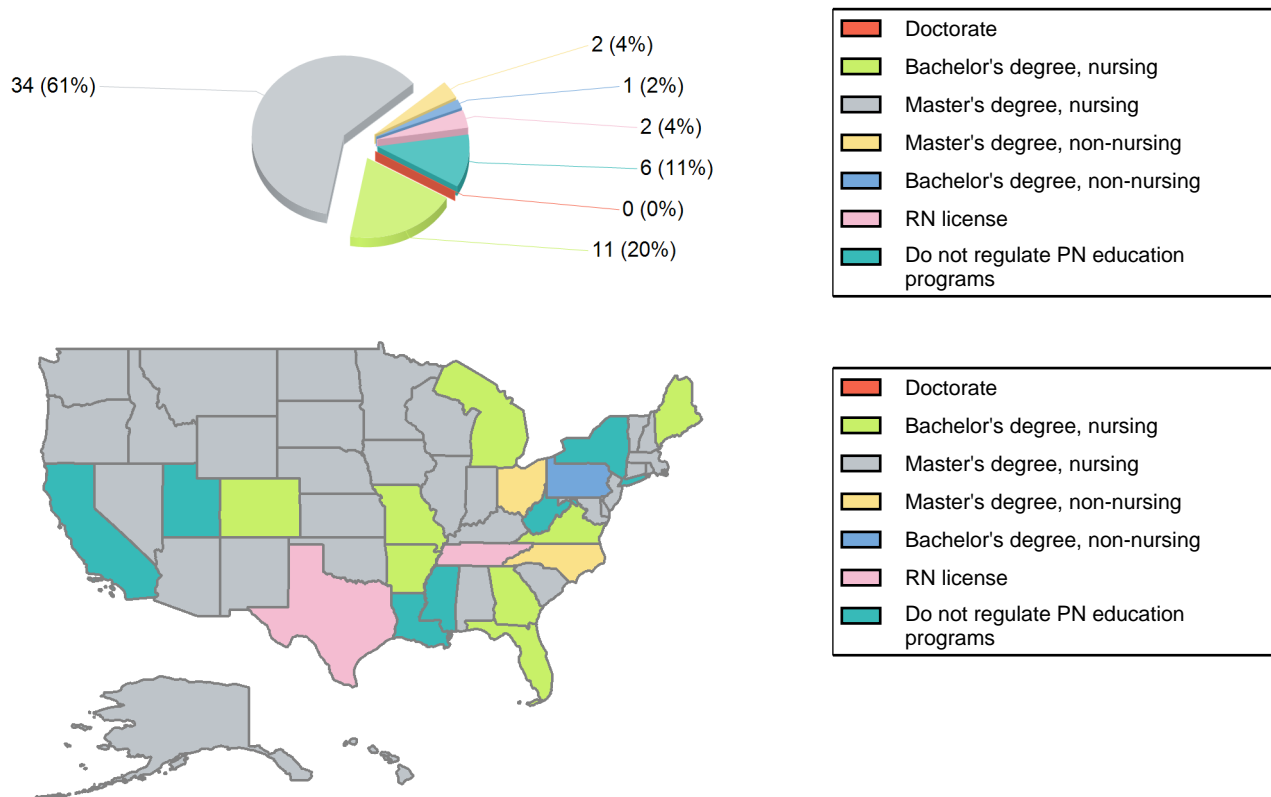 34 (61%)
2 (4%)
1 (2%)
2 (4%)
6 (11%)
0 (0%)
11 (20%)
Doctorate
Bachelor's degree, nursing
Master's degree, nursing
Master's degree, non-nursing
Bachelor's degree, non-nursing
RN license
Do not regulate PN education
programs
Doctorate
Bachelor's degree, nursing
Master's degree, nursing
Master's degree, non-nursing
Bachelor's degree, non-nursing
RN license
Do not regulate PN education
programs